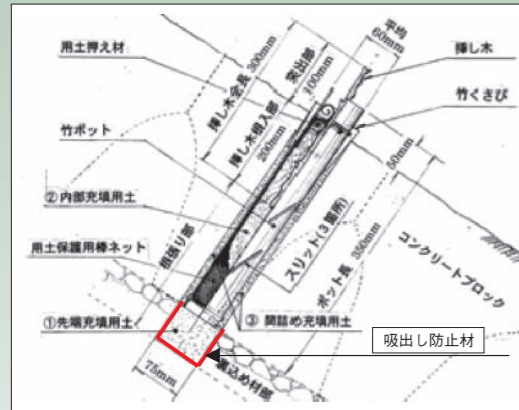 平均
60mm
挿し木
用土押え材
突出部
100mm
挿し木全長 300mm
竹くさび
挿し木根入部
200mm
竹ポット
50mm
②内部充填用土
根張り部
スリット(3箇所)
ポット長 350mm
コンクリートブロック
用土保護用棒ネット
①先端充填用土
③ 間詰め充填用土
吸出し防止材
裏込め材部
75mm